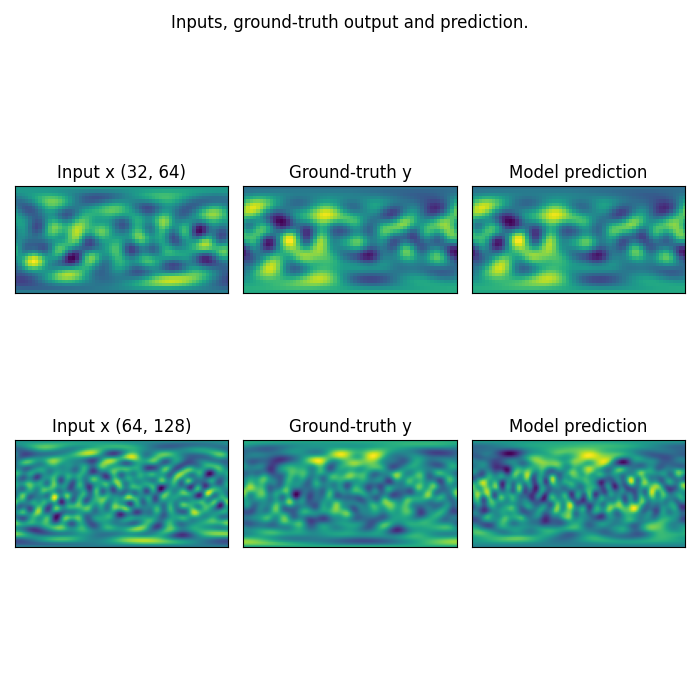 Inputs, ground-truth output and prediction.
Input x (32, 64)
Ground-truth y
Model prediction
Input x (64, 128)
Ground-truth y
Model prediction